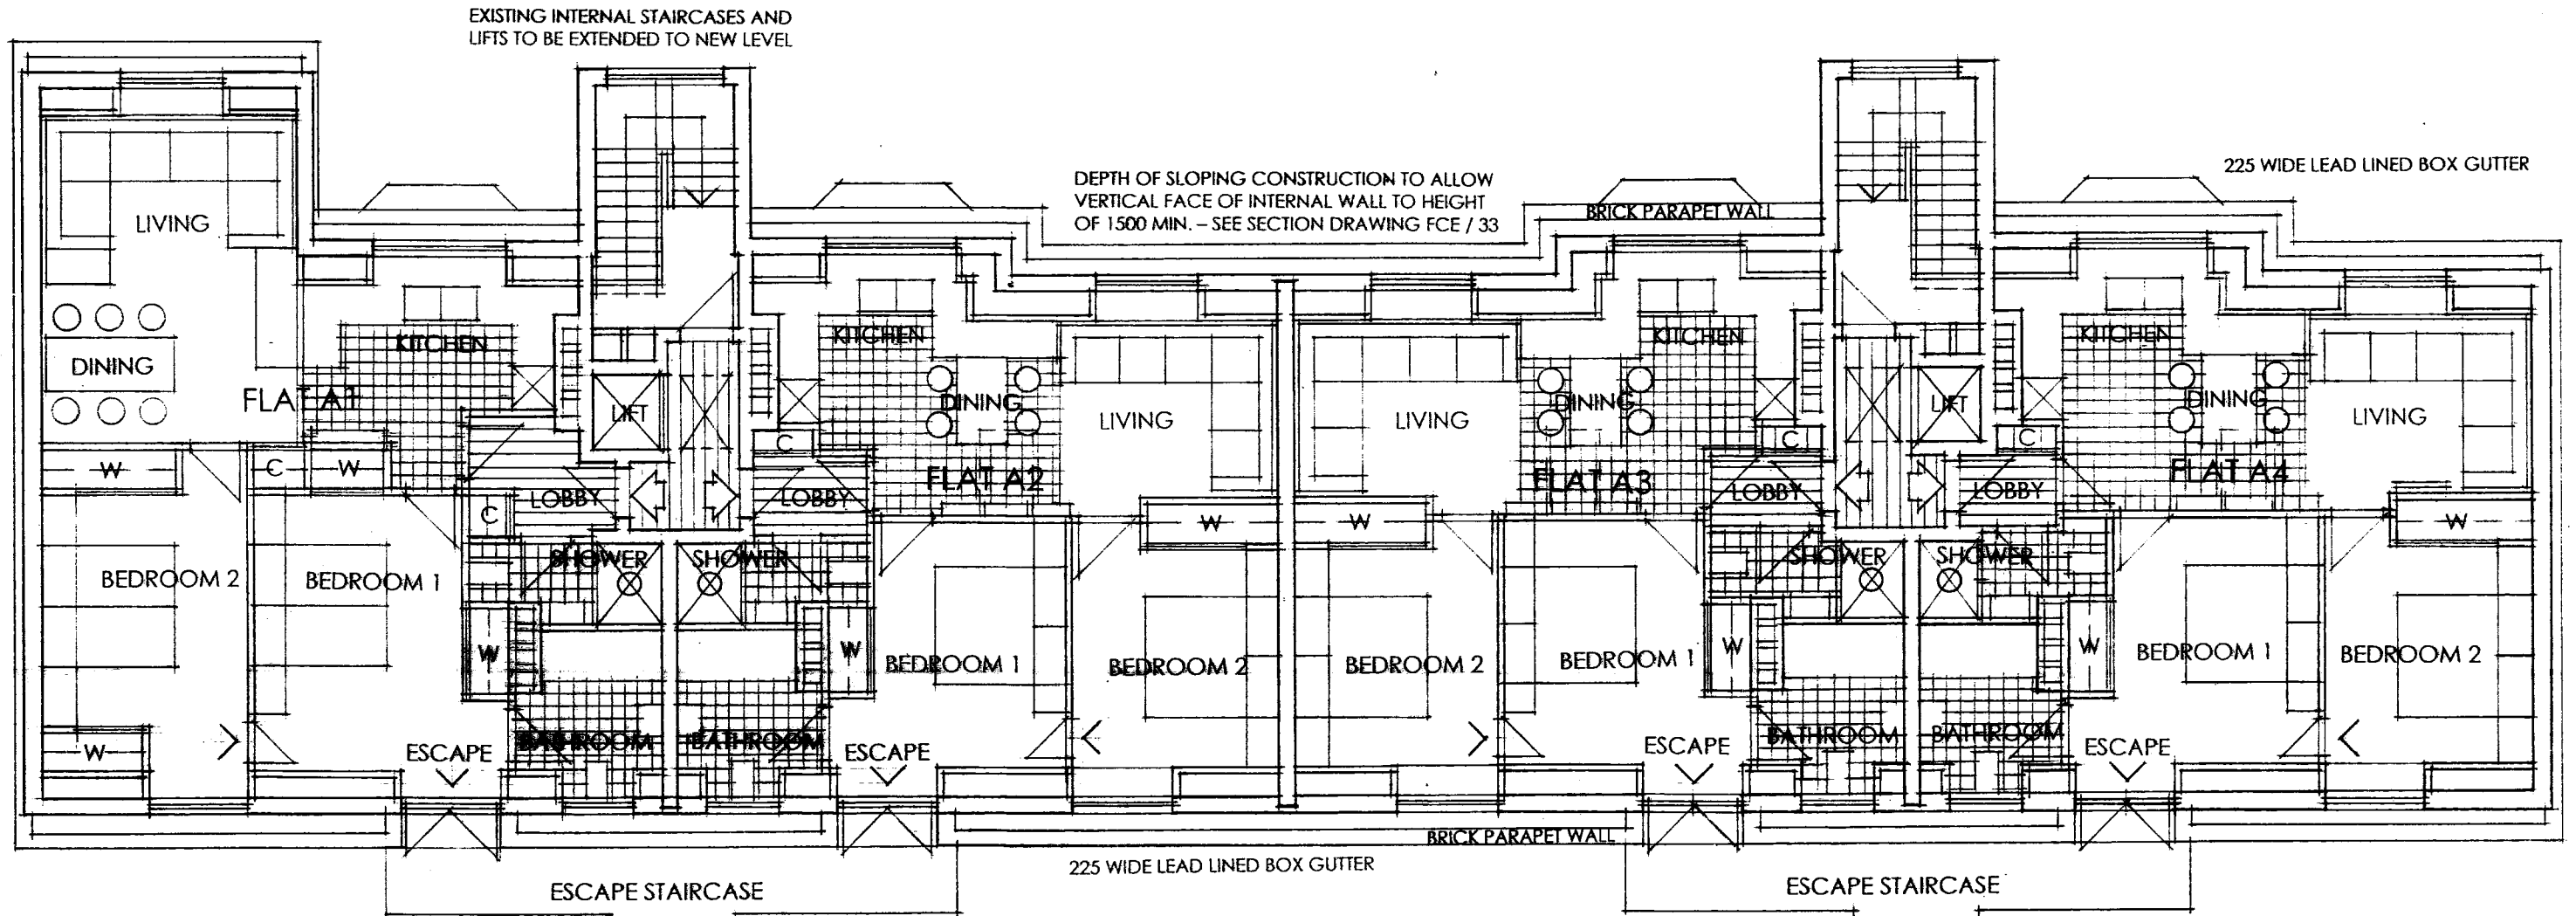 EXISTING INTERNAL STAIRCASES AND
LIFTS TO BE EXTENDED TO NEW LEVEL
DEPTH OF SLOPING CONSTRUCTION TO ALLOW
VERTICAL FACE OF INTERNAL WALL TO HEIGHT
OF 1500 MIN. – SEE SECTION DRAWING FCE / 33
BRICK PARAPET WALL
225 WIDE LEAD LINED BOX GUTTER
LIVING
DINING
KITCHEN
FLAT A1
LIFT
W
C
W
LOBBY
C
BEDROOM 2
BEDROOM 1
SHOWER
W
W
ESCAPE
BATHROOM
KITCHEN
DINING
LIVING
C
FLAT A2
LOBBY
W
SHOWER
W
BEDROOM 1
BEDROOM 2
BATHROOM
ESCAPE
LIVING
DINING
KITCHEN
C
FLAT A3
LOBBY
W
SHOWER
BEDROOM 2
BEDROOM 1
W
ESCAPE
BATHROOM
LIFT
KITCHEN
DINING
LIVING
C
FLAT A4
LOBBY
W
SHOWER
W
BEDROOM 1
BEDROOM 2
BATHROOM
ESCAPE
BRICK PARAPET WALL
225 WIDE LEAD LINED BOX GUTTER
ESCAPE STAIRCASE
ESCAPE STAIRCASE